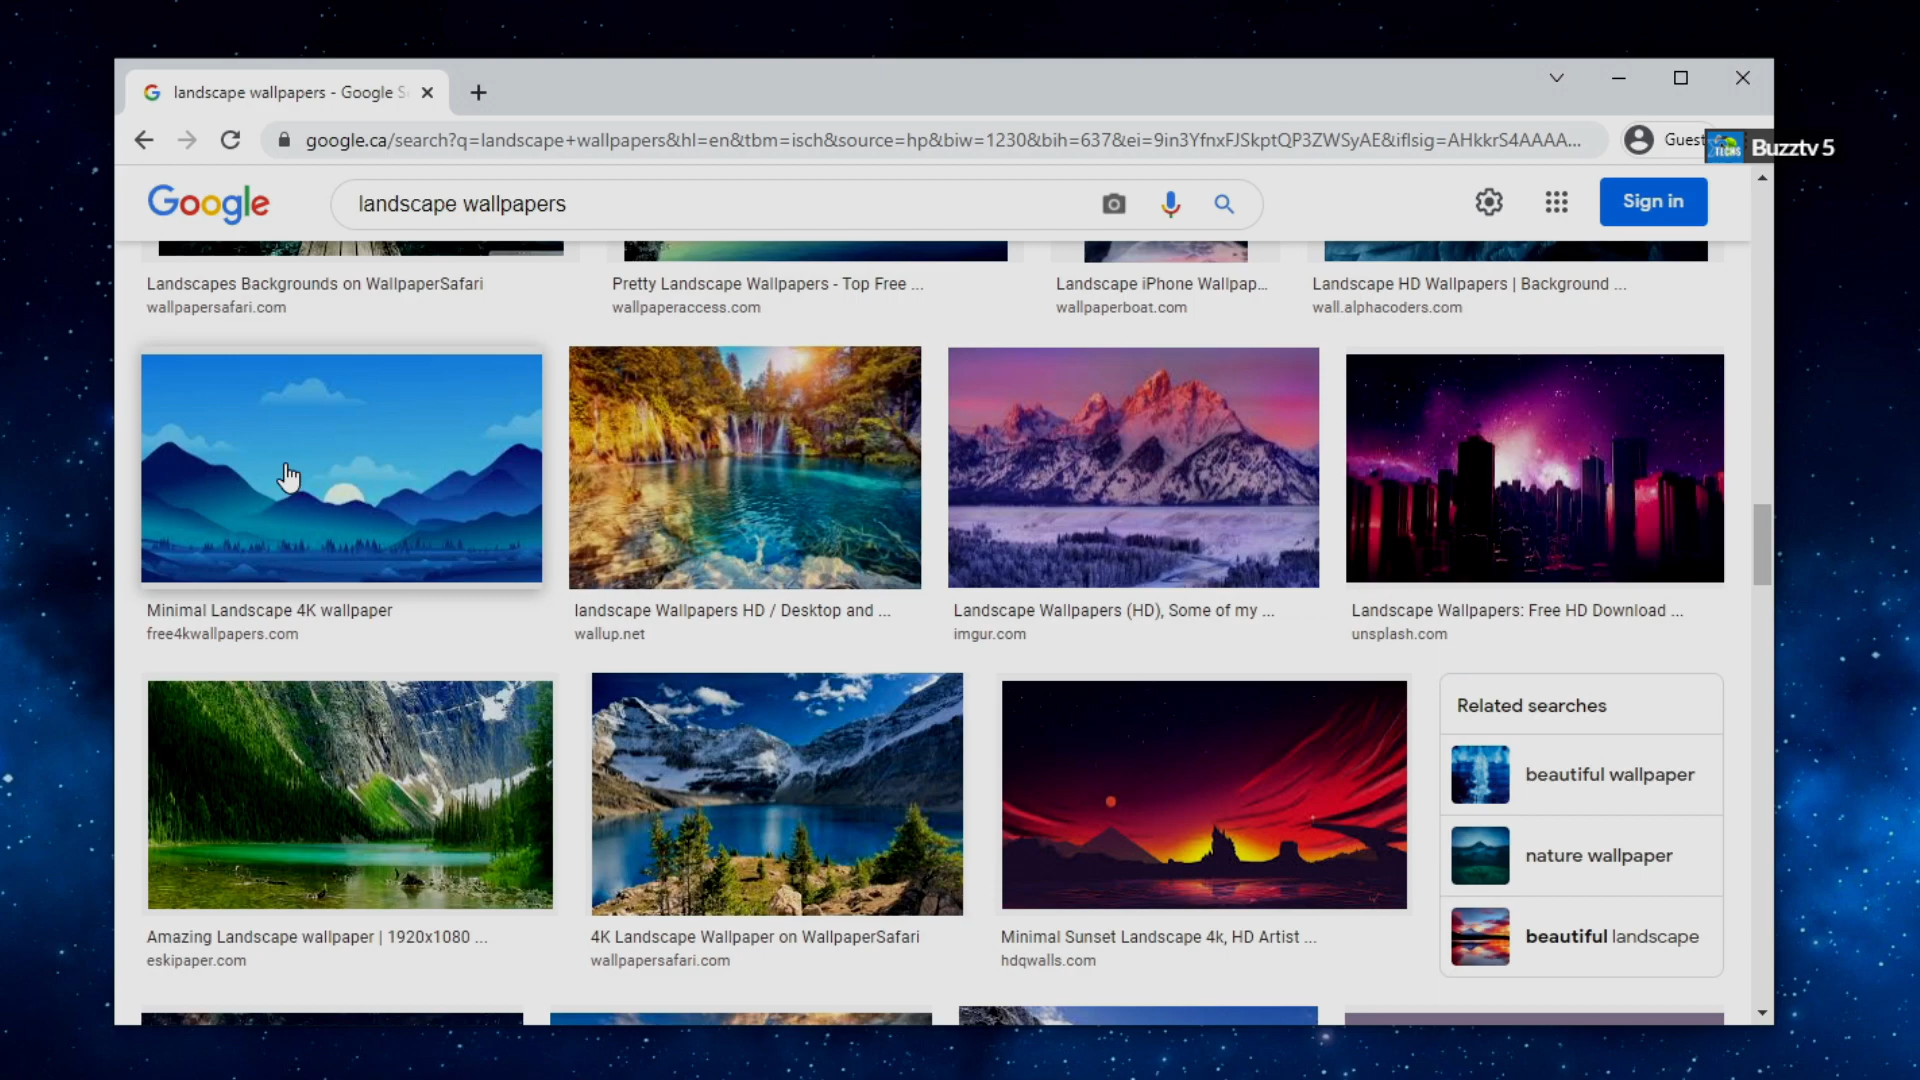 landscape wallpapers - Google S
google.ca/search?q=landscape+wallpapers&hl=en&tbm=isch&source=hp&biw=1230&bih=637&ei=9in3YfnxFJSkptQP3ZWSyAE&iflsig=AHkkrS4AAAA...
Guest
TECHS
Buzztv 5
Google
landscape wallpapers
Sign in
Landscapes Backgrounds on WallpaperSafari
wallpapersafari.com
Pretty Landscape Wallpapers - Top Free ...
wallpaperaccess.com
Landscape iPhone Wallpap...
wallpaperboat.com
Landscape HD Wallpapers | Background ...
wall.alphacoders.com
Minimal Landscape 4K wallpaper
free4kwallpapers.com
landscape Wallpapers HD / Desktop and ...
wallup.net
Landscape Wallpapers (HD), Some of my ...
imgur.com
Landscape Wallpapers: Free HD Download ...
unsplash.com
Amazing Landscape wallpaper | 1920x1080 ...
eskipaper.com
4K Landscape Wallpaper on WallpaperSafari
wallpapersafari.com
Minimal Sunset Landscape 4k, HD Artist ...
hdqwalls.com
Related searches
beautiful wallpaper
nature wallpaper
beautiful landscape